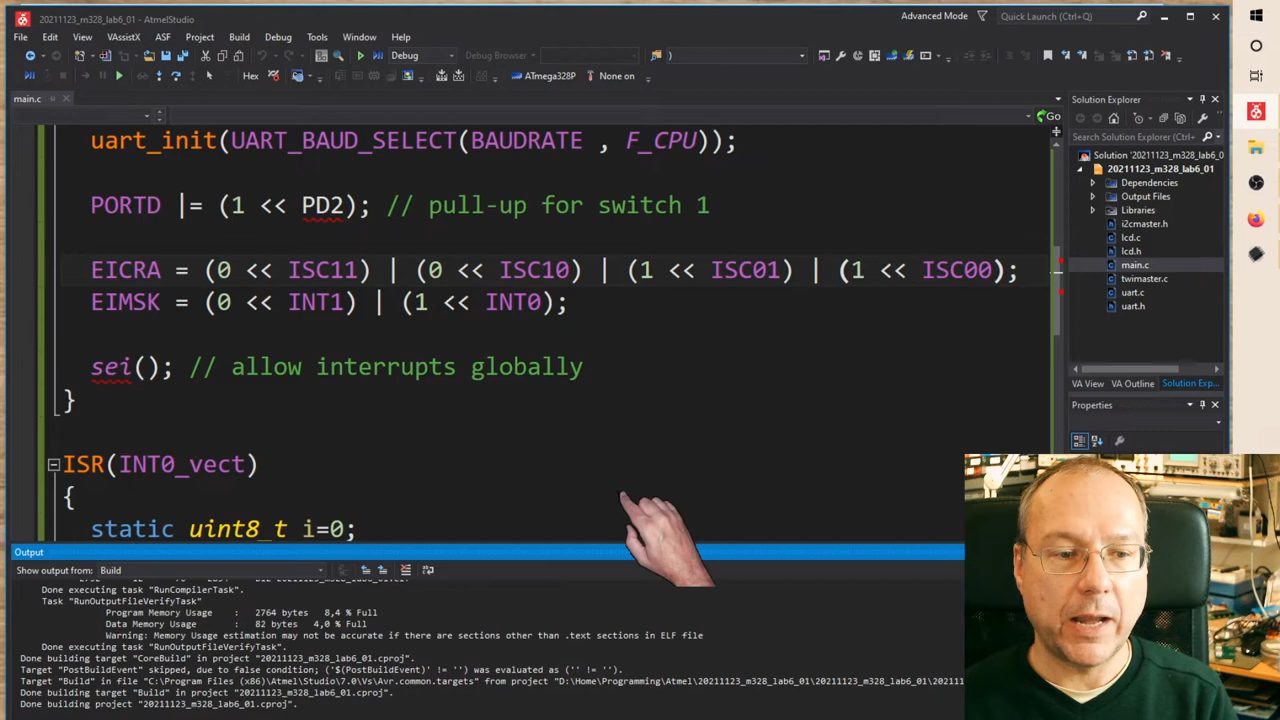 20211123_m328_lab6_01 - AtmelStudio
Advanced Mode
Quick Launch (Ctrl+Q)
File Edit View VAssistX ASF Project Build Debug Tools Window Help
Debug
Debug Browser
)
Hex
ATmega328P
None on
main.c
Go
uart_init(UART_BAUD_SELECT(BAUDRATE , F_CPU));
PORTD |= (1 << PD2); // pull-up for switch 1
EICRA = (0 << ISC11) | (0 << ISC10) | (1 << ISC01) | (1 << ISC00);
EIMSK = (0 << INT1) | (1 << INT0);
sei(); // allow interrupts globally
}
ISR(INT0_vect)
{
static uint8_t i=0;
Solution Explorer
Search Solution Explorer (Ctrl+
Solution '20211123_m328_lab6_0
20211123_m328_lab6_01
Dependencies
Output Files
Libraries
i2cmaster.h
lcd.c
lcd.h
main.c
twimaster.c
uart.c
uart.h
VA View VA Outline Solution Exp...
Properties
Output
Show output from: Build
Done executing task "RunCompilerTask".
Task "RunOutputFileVerifyTask"
Program Memory Usage : 2764 bytes 8,4 % Full
Data Memory Usage : 82 bytes 4,0 % Full
Warning: Memory Usage estimation may not be accurate if there are sections other than .text sections in ELF file
Done executing task "RunOutputFileVerifyTask".
Done building target "CoreBuild" in project "20211123_m328_lab6_01.cproj".
Target "PostBuildEvent" skipped, due to false condition; ('$(PostBuildEvent)' != '') was evaluated as ('' != '').
Target "Build" in file "C:\Program Files (x86)\Atmel\Studio\7.0\Vs\Avr.common.targets" from project "D:\Home\Programming\Atmel\20211123_m328_lab6_01\20211123_m328_lab6_01\20211123_m328_lab6_01\202111
Done building target "Build" in project "20211123_m328_lab6_01.cproj".
Done building project "20211123_m328_lab6_01.cproj".